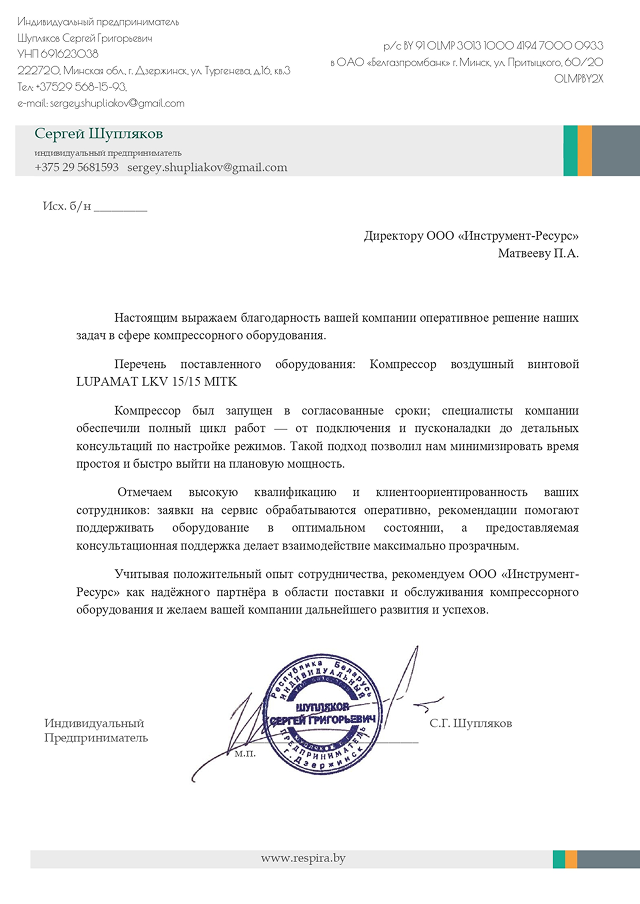 Индивидуальный предприниматель
Шупляков Сергей Григорьевич
УНП 691623038
222720, Минская обл., г. Дзержинск, ул. Тургенева, д.16, кв.3
Тел: +37529 568-15-93,
e-mail: sergey.shupliakov@gmail.com
р/с BY 91 OLMP 3013 1000 4194 7000 0933
в ОАО «Белгазпромбанк» г. Минск, ул. Притыцкого, 60/20
OLMPBY2X
Сергей Шупляков
индивидуальный предприниматель
+375 29 5681593 sergey.shupliakov@gmail.com
Исх. б/н ________
Директору ООО «Инструмент-Ресурс»
Матвееву П.А.
Настоящим выражаем благодарность вашей компании оперативное решение наших
задач в сфере компрессорного оборудования.
Перечень поставленного оборудования: Компрессор воздушный винтовой
LUPAMAT LKV 15/15 MITK
Компрессор был запущен в согласованные сроки; специалисты компании
обеспечили полный цикл работ — от подключения и пусконаладки до детальных
консультаций по настройке режимов. Такой подход позволил нам минимизировать время
простоя и быстро выйти на плановую мощность.
Отмечаем высокую квалификацию и клиентоориентированность ваших
сотрудников: заявки на сервис обрабатываются оперативно, рекомендации помогают
поддерживать оборудование в оптимальном состоянии, а предоставляемая
консультационная поддержка делает взаимодействие максимально прозрачным.
Учитывая положительный опыт сотрудничества, рекомендуем ООО «Инструмент-
Ресурс» как надёжного партнёра в области поставки и обслуживания компрессорного
оборудования и желаем вашей компании дальнейшего развития и успехов.
Республика Беларусь
ИНДИВИДУАЛЬНЫЙ
ШУПЛЯКОВ
СЕРГЕЙ ГРИГОРЬЕВИЧ
ПРЕДПРИНИМАТЕЛЬ
г. Дзержинск
Индивидуальный
Предприниматель
С.Г. Шупляков
м.п.
www.respira.by